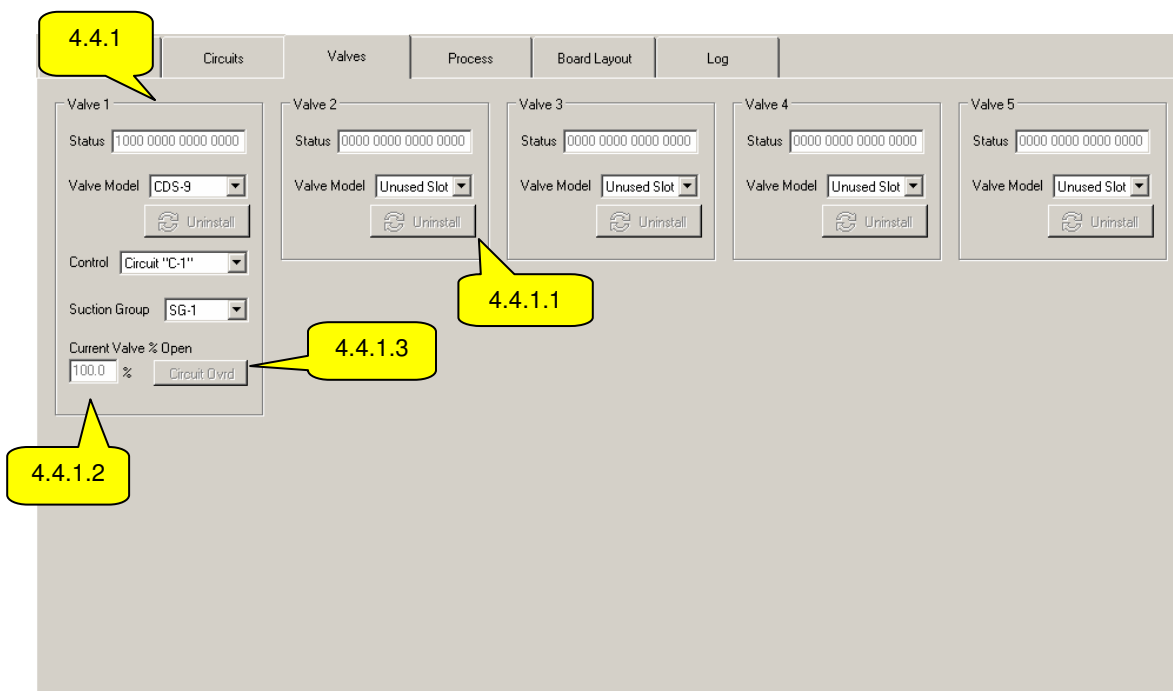 4.4.1
Circuits Valves Process Board Layout Log
Valve 1 Valve 2 Valve 3 Valve 4 Valve 5
Status 1000 0000 0000 0000 Status 0000 0000 0000 0000 Status 0000 0000 0000 0000 Status 0000 0000 0000 0000 Status 0000 0000 0000 0000
Valve Model CDS-9 Valve Model Unused Slot Valve Model Unused Slot Valve Model Unused Slot Valve Model Unused Slot
Uninstall Uninstall Uninstall Uninstall Uninstall
Control Circuit "C-1"
4.4.1.1
Suction Group SG-1
4.4.1.3
Current Valve % Open
100.0 % Circuit Ovrd
4.4.1.2